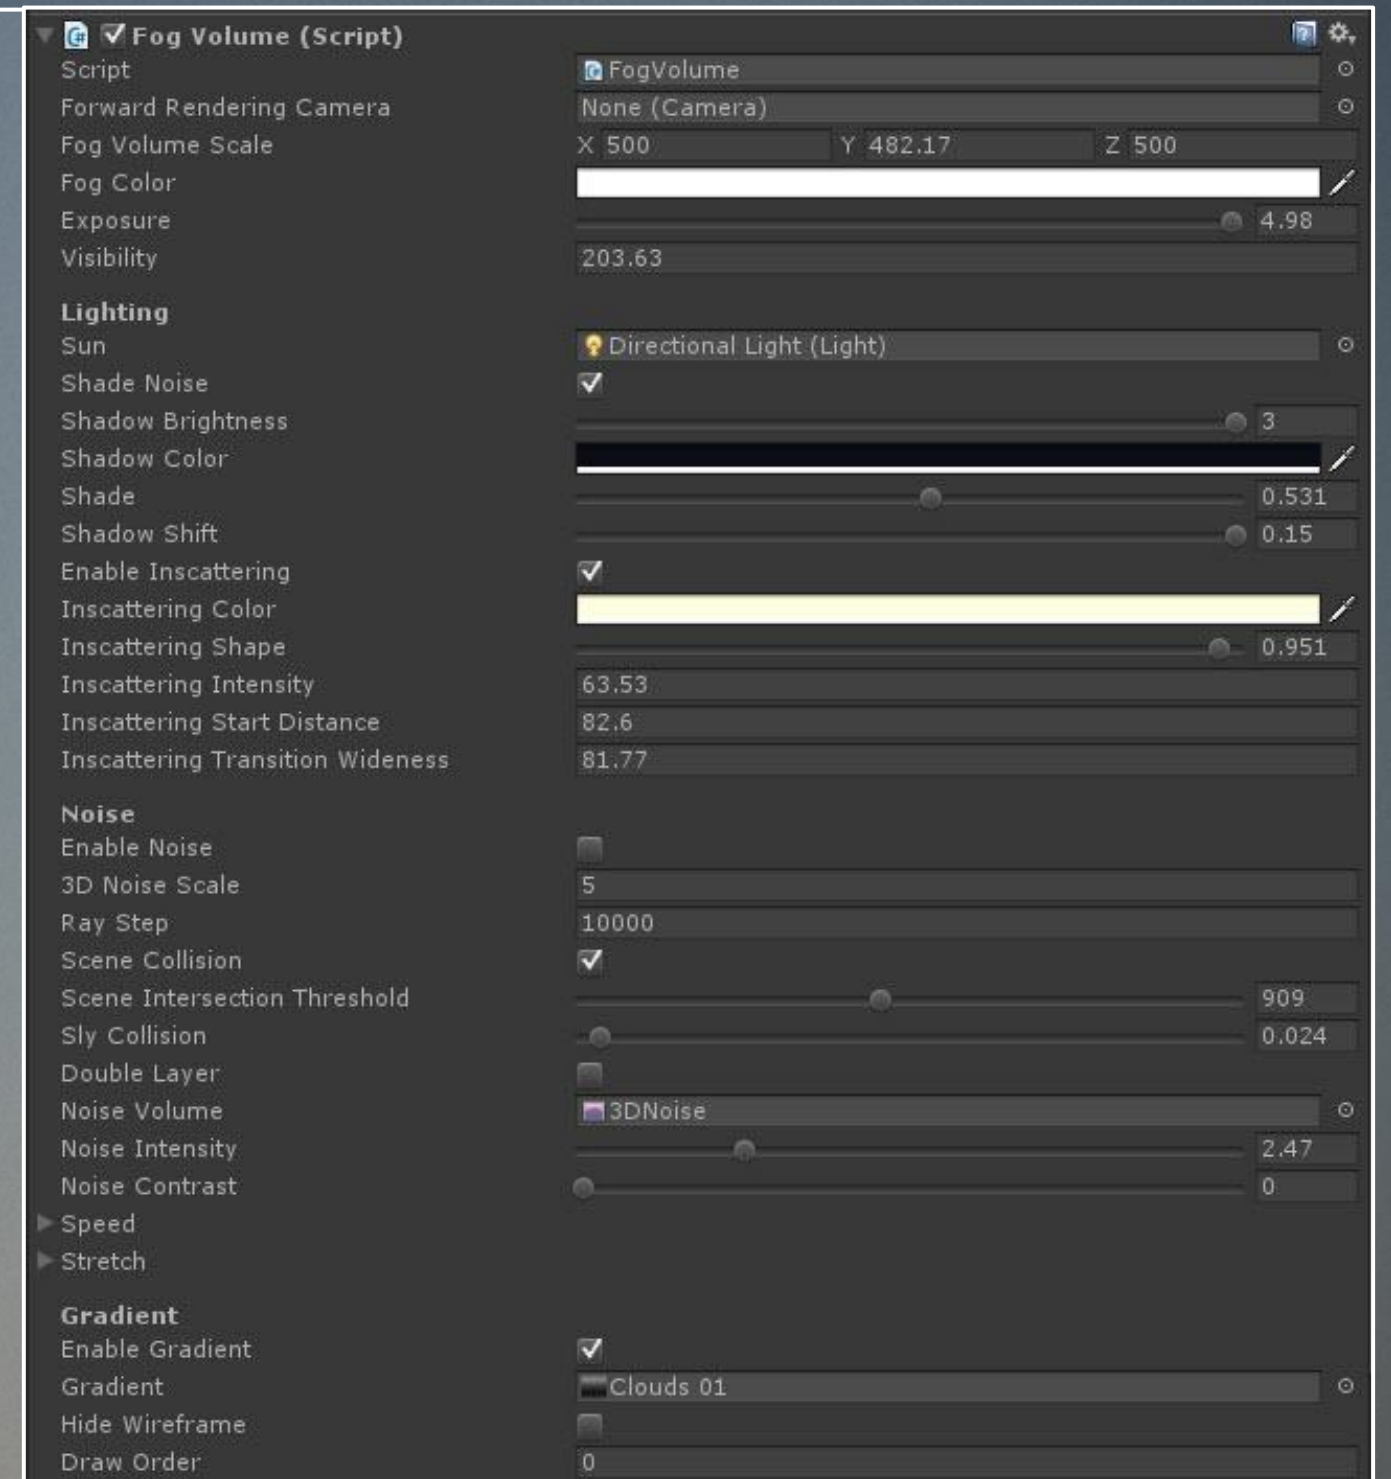 Fog Volume (Script)
Script FogVolume
Forward Rendering Camera None (Camera)
Fog Volume Scale X 500 Y 482.17 Z 500
Fog Color
Exposure 4.98
Visibility 203.63
Lighting
Sun Directional Light (Light)
Shade Noise
Shadow Brightness 3
Shadow Color
Shade 0.531
Shadow Shift 0.15
Enable Inscattering
Inscattering Color
Inscattering Shape 0.951
Inscattering Intensity 63.53
Inscattering Start Distance 82.6
Inscattering Transition Wideness 81.77
Noise
Enable Noise
3D Noise Scale 5
Ray Step 10000
Scene Collision
Scene Intersection Threshold 909
Sly Collision 0.024
Double Layer
Noise Volume 3DNoise
Noise Intensity 2.47
Noise Contrast 0
Speed
Stretch
Gradient
Enable Gradient
Gradient Clouds 01
Hide Wireframe
Draw Order 0